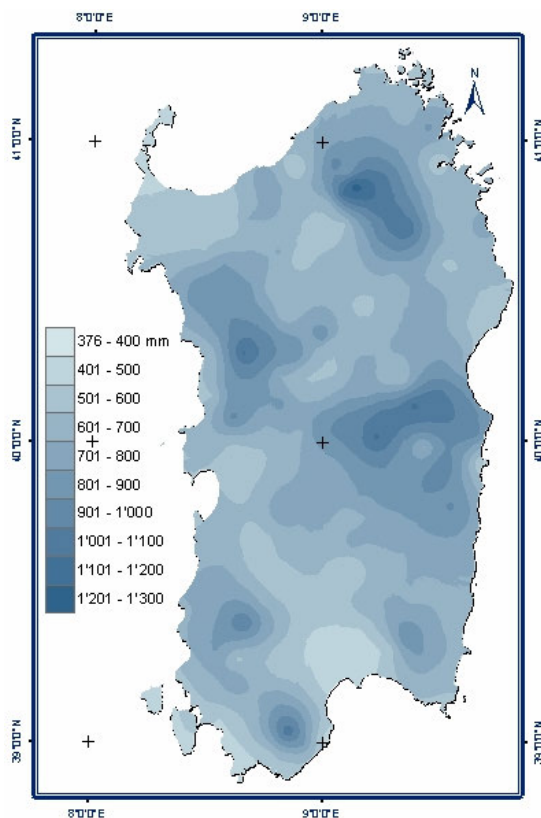 8°0'0"E 9°0'0"E
N
41°0'0"N 41°0'0"N
376 - 400 mm
401 - 500
501 - 600
601 - 700
701 - 800
801 - 900
901 - 1'000
1'001 - 1'100
1'101 - 1'200
1'201 - 1'300
40°0'0"N 40°0'0"N
39°0'0"N 39°0'0"N
8°0'0"E 9°0'0"E